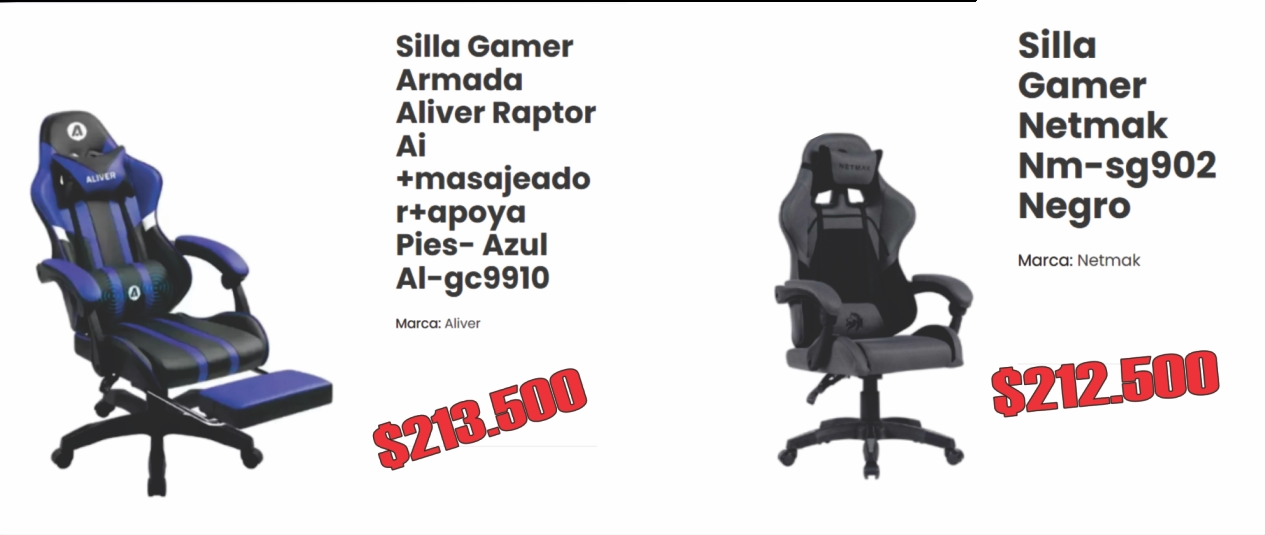 Silla Gamer
Armada
Aliver Raptor
Ai
+masajeado
r+apoya
Pies- Azul
Al-gc9910
Marca: Aliver
$213.500
ALIVER
Silla
Gamer
Netmak
Nm-sg902
Negro
Marca: Netmak
$212.500
NETMAK